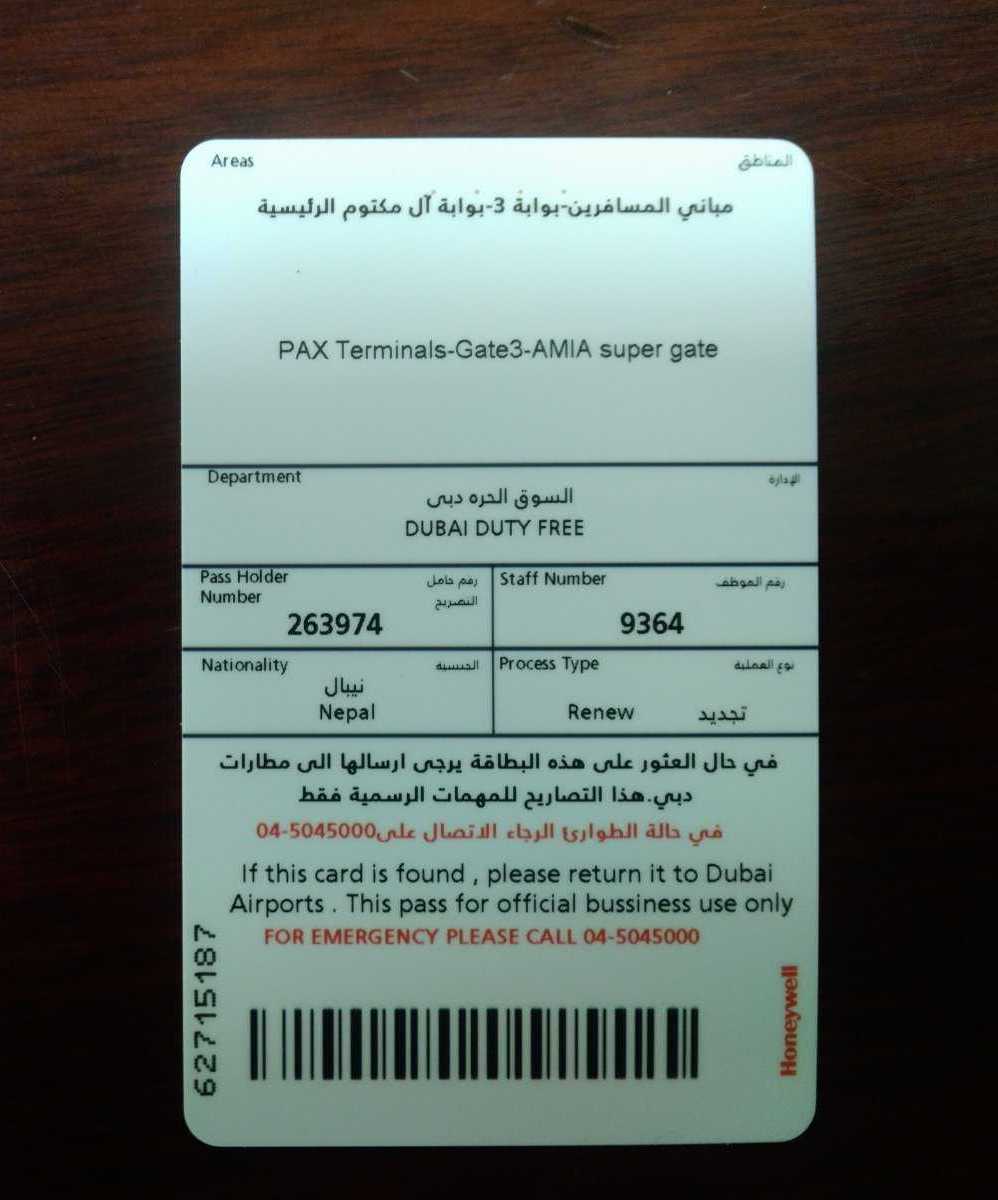 Areas المناطق
مباني المسافرين-بوابة 3-بوابة آل مكتوم الرئيسية
PAX Terminals-Gate3-AMIA super gate
Department الإدارة
السوق الحره دبى
DUBAI DUTY FREE
Pass Holder رقم حامل
Number التصريح
263974
Staff Number رقم الموظف
9364
Nationality الجنسية
نيبال
Nepal
Process Type نوع العملية
Renew تجديد
في حال العثور على هذه البطاقة يرجى ارسالها الى مطارات
دبي.هذا التصاريح للمهمات الرسمية فقط
في حالة الطوارئ الرجاء الاتصال على04-5045000
If this card is found , please return it to Dubai
Airports . This pass for official bussiness use only
FOR EMERGENCY PLEASE CALL 04-5045000
62715187
Honeywell